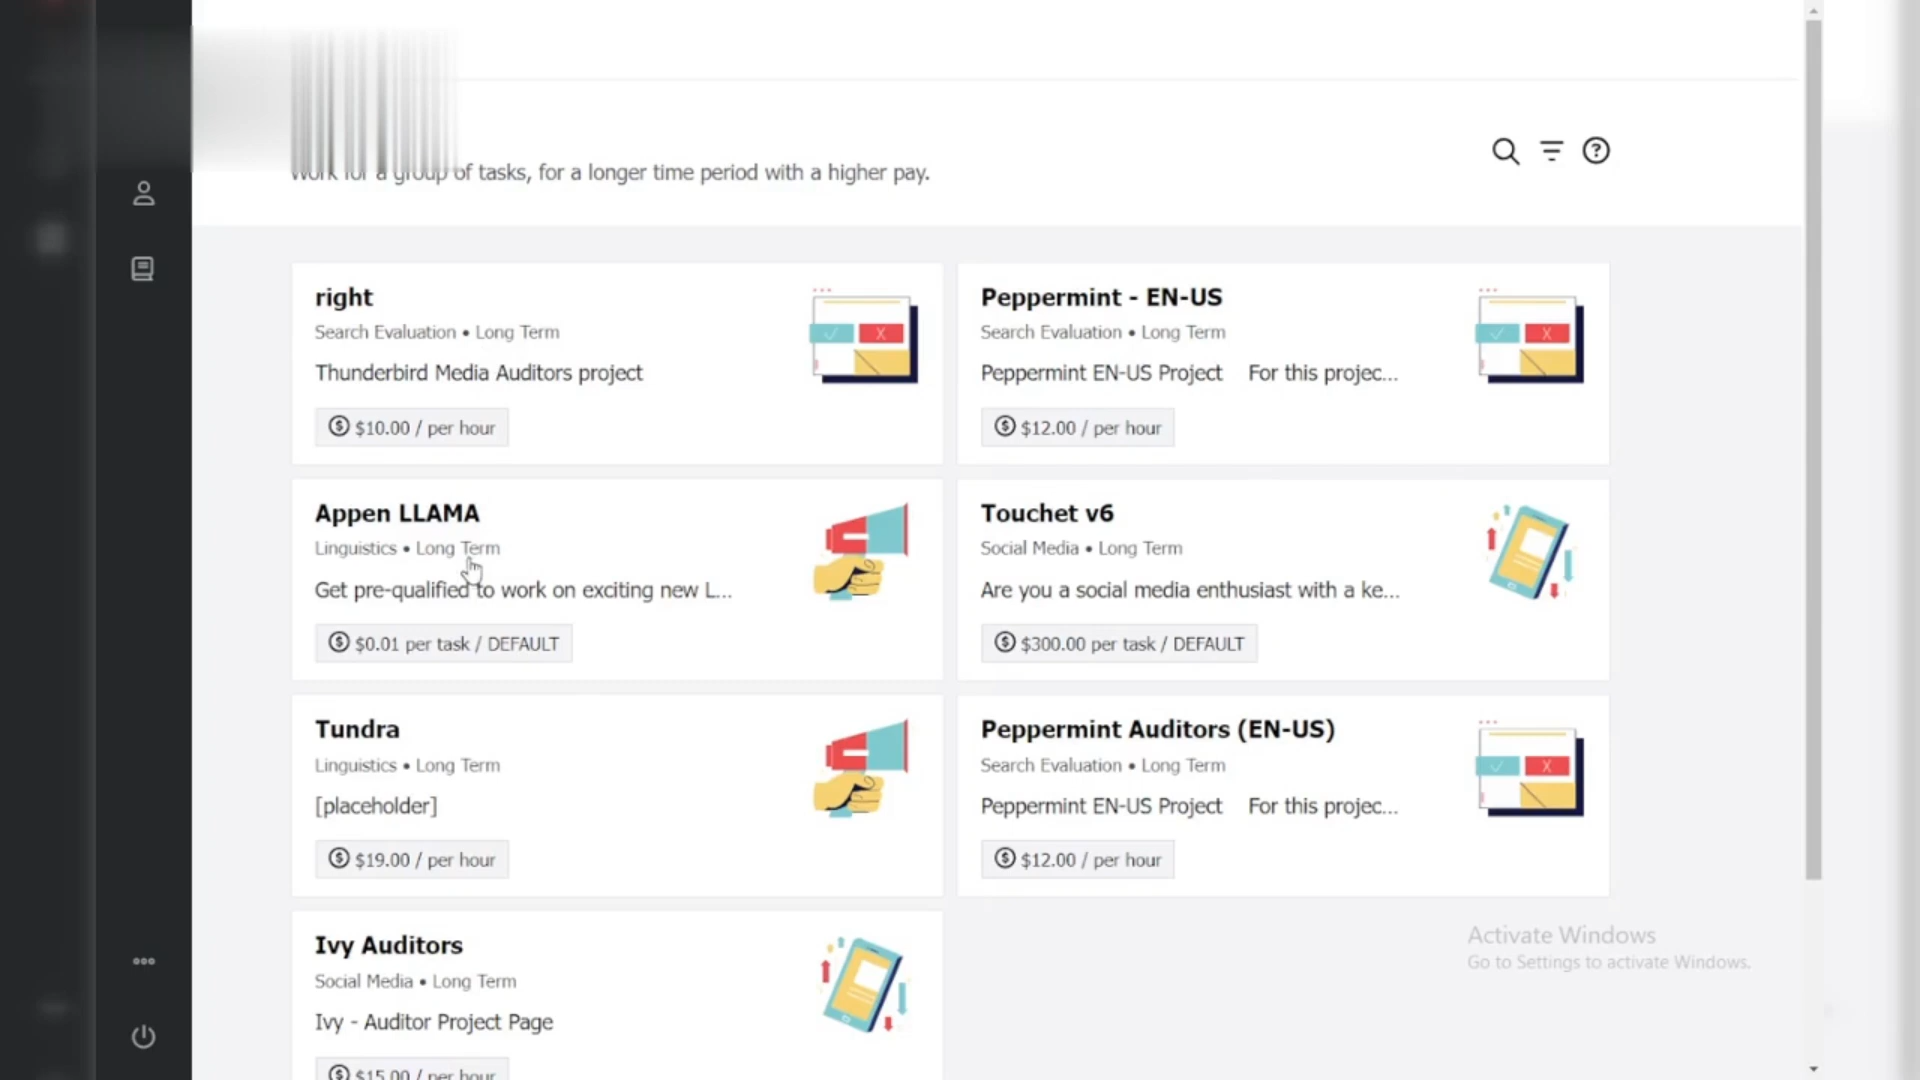 Work for a group of tasks, for a longer time period with a higher pay.
right
Search Evaluation • Long Term
Thunderbird Media Auditors project
$10.00 / per hour
Peppermint - EN-US
Search Evaluation • Long Term
Peppermint EN-US Project For this projec...
$12.00 / per hour
Appen LLAMA
Linguistics • Long Term
Get pre-qualified to work on exciting new L...
$0.01 per task / DEFAULT
Touchet v6
Social Media • Long Term
Are you a social media enthusiast with a ke...
$300.00 per task / DEFAULT
Tundra
Linguistics • Long Term
[placeholder]
$19.00 / per hour
Peppermint Auditors (EN-US)
Search Evaluation • Long Term
Peppermint EN-US Project For this projec...
$12.00 / per hour
Ivy Auditors
Social Media • Long Term
Ivy - Auditor Project Page
$15.00 / per hour
Activate Windows
Go to Settings to activate Windows.